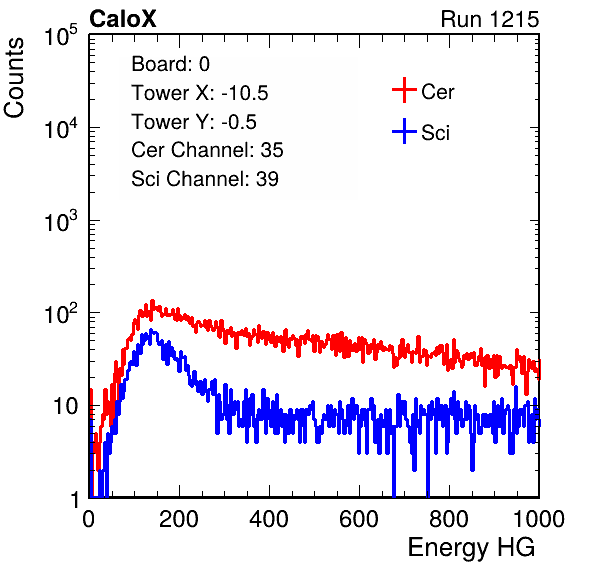 CaloX Run 1215
Counts
Board: 0
Tower X: -10.5
Tower Y: -0.5
Cer Channel: 35
Sci Channel: 39
Cer
Sci
10^5
10^4
10^3
10^2
10
1
0 200 400 600 800 1000
Energy HG